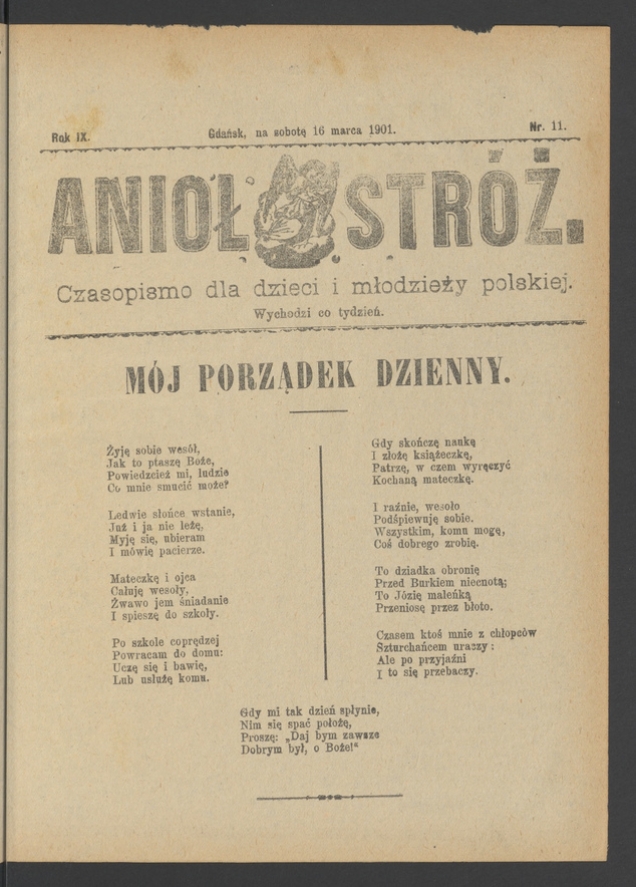 Rok IX.
Gdańsk, na sobotę 16 marca 1901.
Nr. 11.
ANIOŁ STRÓŻ.
Czasopismo dla dzieci i młodzieży polskiej.
Wychodzi co tydzień.
MÓJ PORZĄDEK DZIENNY.
Żyję sobie wesół,
Jak to ptaszę Boże,
Powiedzcież mi, ludzie
Co mnie smucić może?
Ledwie słońce wstanie,
Już i ja nie leżę,
Myję się, ubieram
I mówię pacierze.
Mateczkę i ojca
Całuję wesoły,
Żwawo jem śniadanie
I spieszę do szkoły.
Po szkole coprędzej
Powracam do domu:
Uczę się i bawię,
Lub usłużę komu.
Gdy skończę naukę
I złożę książeczkę,
Patrzę, w czem wyręczyć
Kochaną mateczkę.
I raźnie, wesoło
Podśpiewuję sobie.
Wszystkim, komu mogę,
Coś dobrego zrobię.
To dziadka obronię
Przed Burkiem niecnotą;
To Józię maleńką
Przeniosę przez błoto.
Czasem ktoś mnie z chłopców
Szturchańcem uraczy:
Ale po przyjaźni
I to się przebaczy.
Gdy mi tak dzień spłynie,
Nim się spać położę,
Proszę: „Daj bym zawsze
Dobrym był, o Boże!“